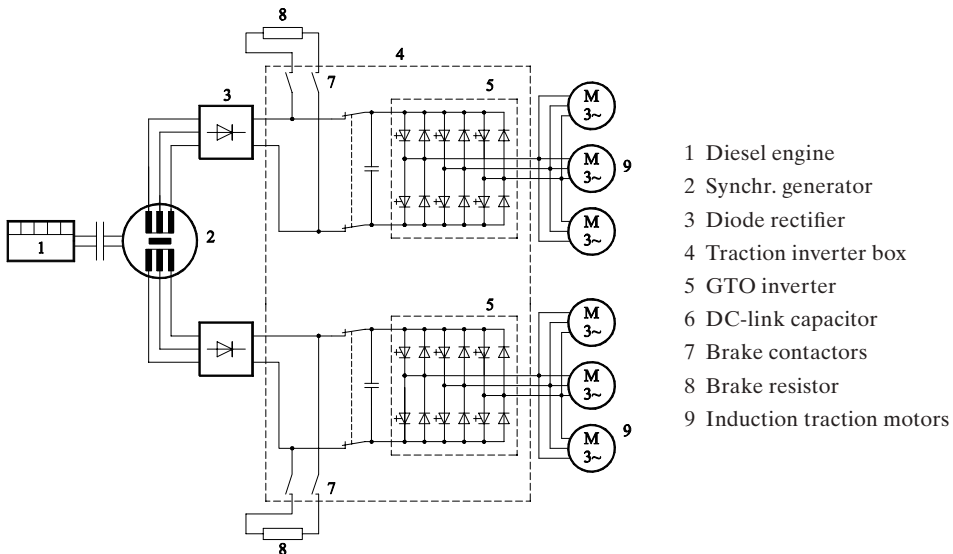 8
4
7
3
5
M
3~
M
3~
9
M
3~
2
1
5
M
3~
M
3~
M
3~
9
7
8
1 Diesel engine
2 Synchr. generator
3 Diode rectifier
4 Traction inverter box
5 GTO inverter
6 DC-link capacitor
7 Brake contactors
8 Brake resistor
9 Induction traction motors